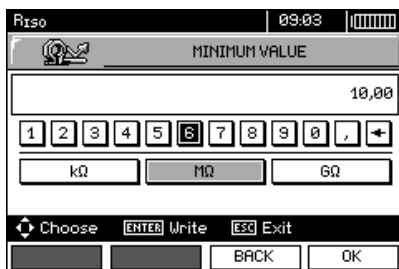 RISO 09:03
MINIMUM VALUE
10,00
1 2 3 4 5 6 7 8 9 0 , ←
kΩ MΩ GΩ
Choose ENTER Write ESC Exit
BACK OK